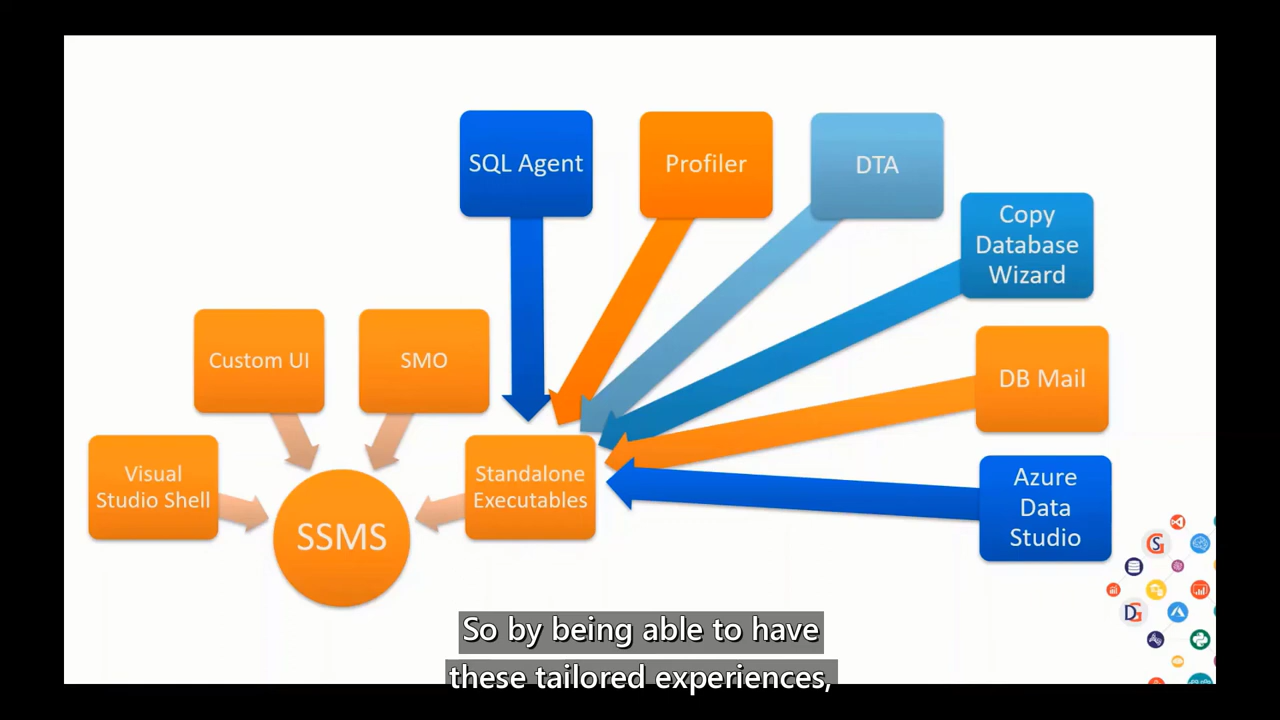 SQL Agent
Profiler
DTA
Copy
Database
Wizard
Custom UI
SMO
DB Mail
Visual
Studio Shell
SSMS
Standalone
Executables
Azure
Data
Studio
So by being able to have
these tailored experiences,